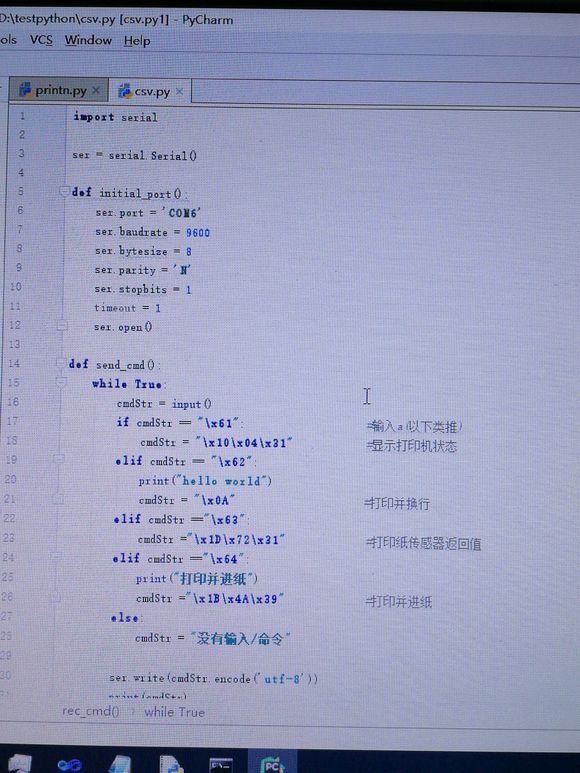 D:\testpython\csv.py [csv.py1] - PyCharm
ols VCS Window Help
printn.py × csv.py ×
1 import serial
2
3 ser = serial.Serial()
4
5 def initial_port():
6 ser.port = 'COM6'
7 ser.baudrate = 9600
8 ser.bytesize = 8
9 ser.parity = 'N'
10 ser.stopbits = 1
11 timeout = 1
12 ser.open()
13
14 def send_cmd():
15 while True:
16 cmdStr = input()
17 if cmdStr == "\x61": #输入a(以下类推)
18 cmdStr = "\x10\x04\x31" #显示打印机状态
19 elif cmdStr == "\x62":
20 print("hello world")
21 cmdStr = "\x0A" #打印并换行
22 elif cmdStr =="\x63":
23 cmdStr ="\x1D\x72\x31" #打印纸传感器返回值
24 elif cmdStr =="\x64":
25 print("打印并进纸")
26 cmdStr ="\x1B\x4A\x39" #打印并进纸
27 else:
28 cmdStr = "没有输入/命令"
29
30 ser.write(cmdStr.encode('utf-8'))
print(cmdStr)
rec_cmd() › while True
PC